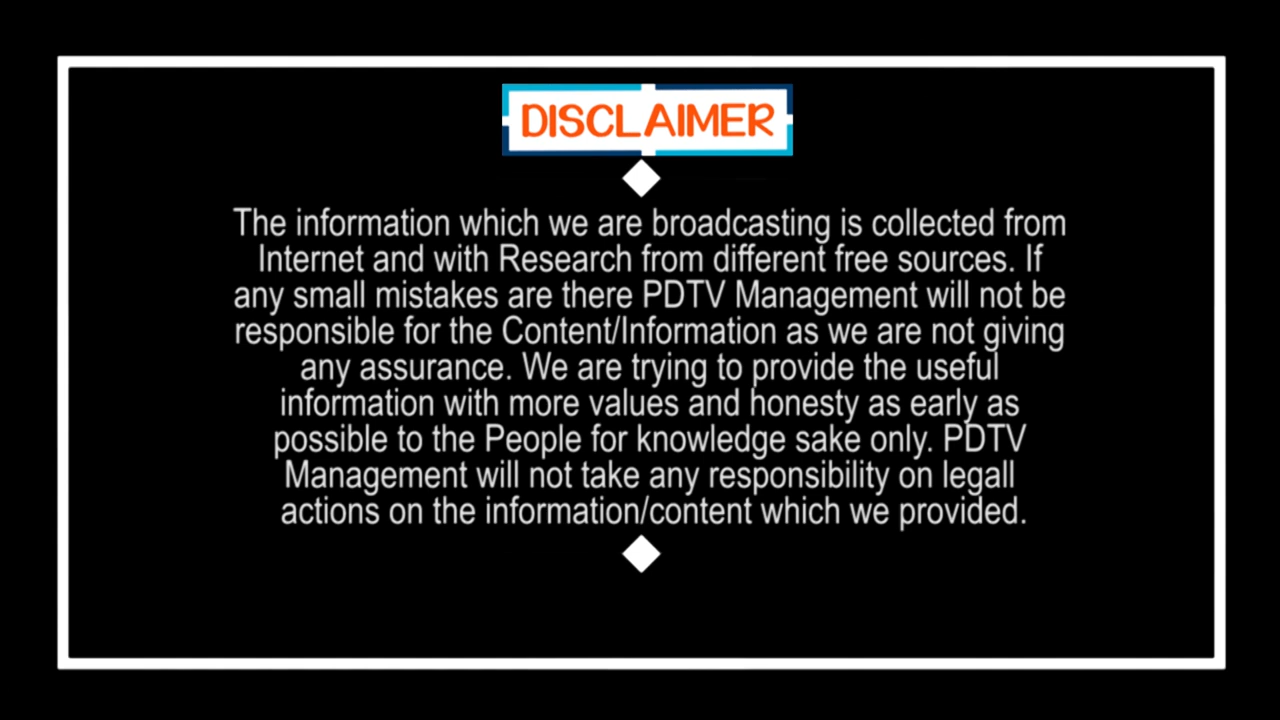 DISCLAIMER
The information which we are broadcasting is collected from
Internet and with Research from different free sources. If
any small mistakes are there PDTV Management will not be
responsible for the Content/Information as we are not giving
any assurance. We are trying to provide the useful
information with more values and honesty as early as
possible to the People for knowledge sake only. PDTV
Management will not take any responsibility on legall
actions on the information/content which we provided.